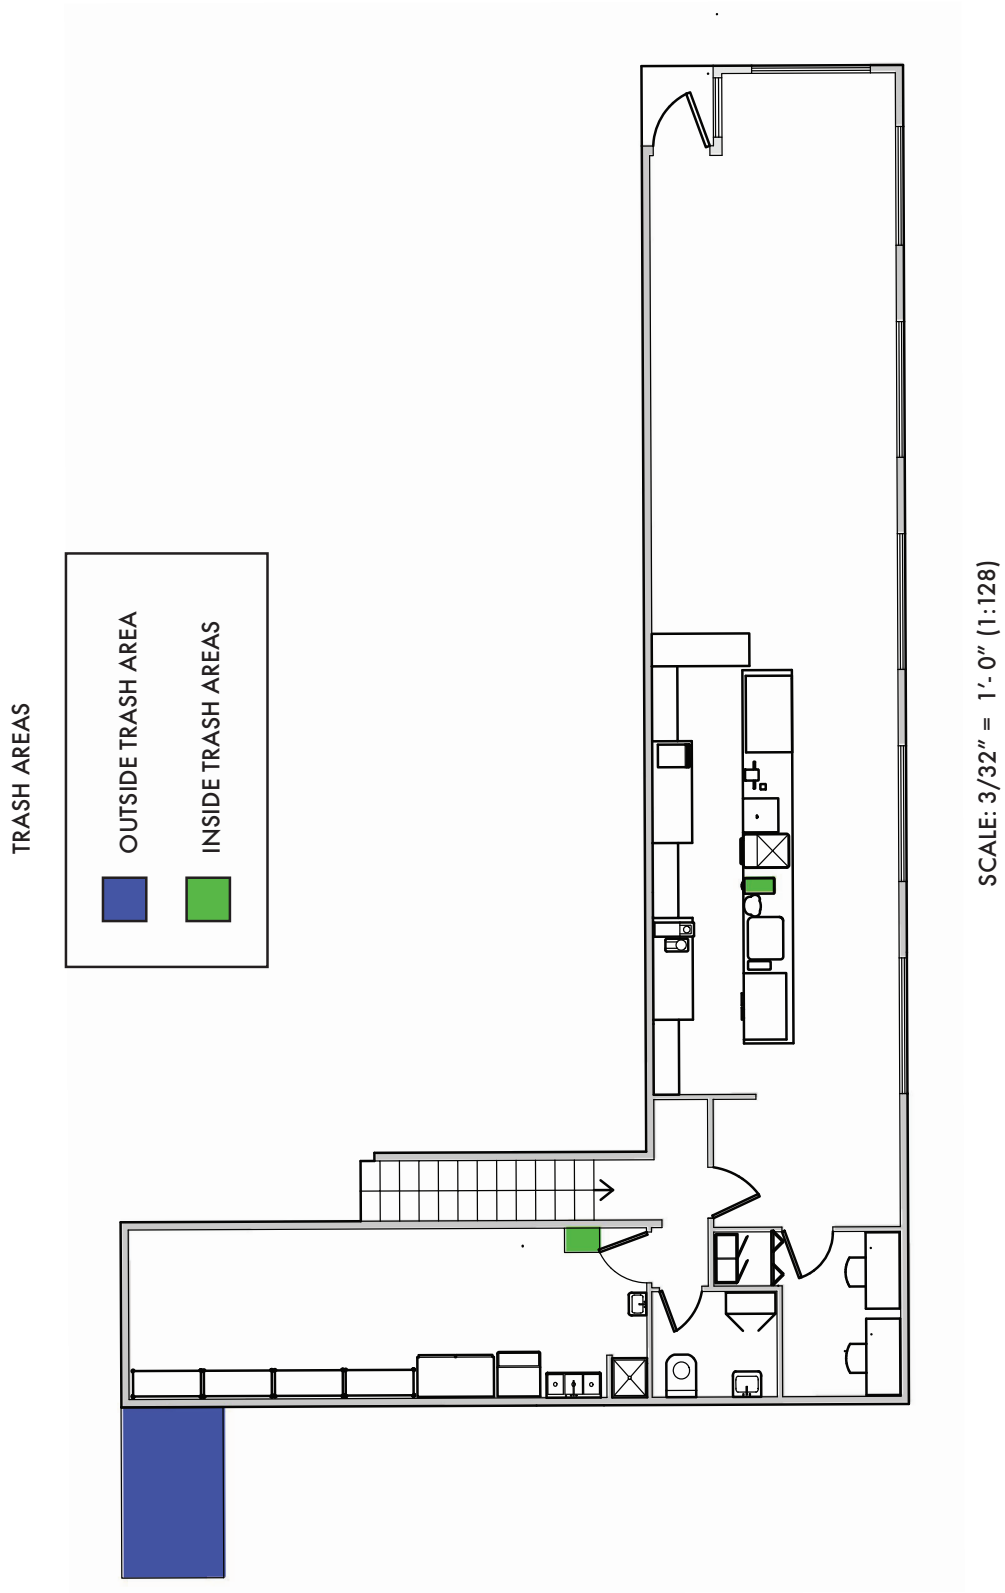 TRASH AREAS
OUTSIDE TRASH AREA
INSIDE TRASH AREAS
SCALE: 3/32” = 1’- 0” (1:128)